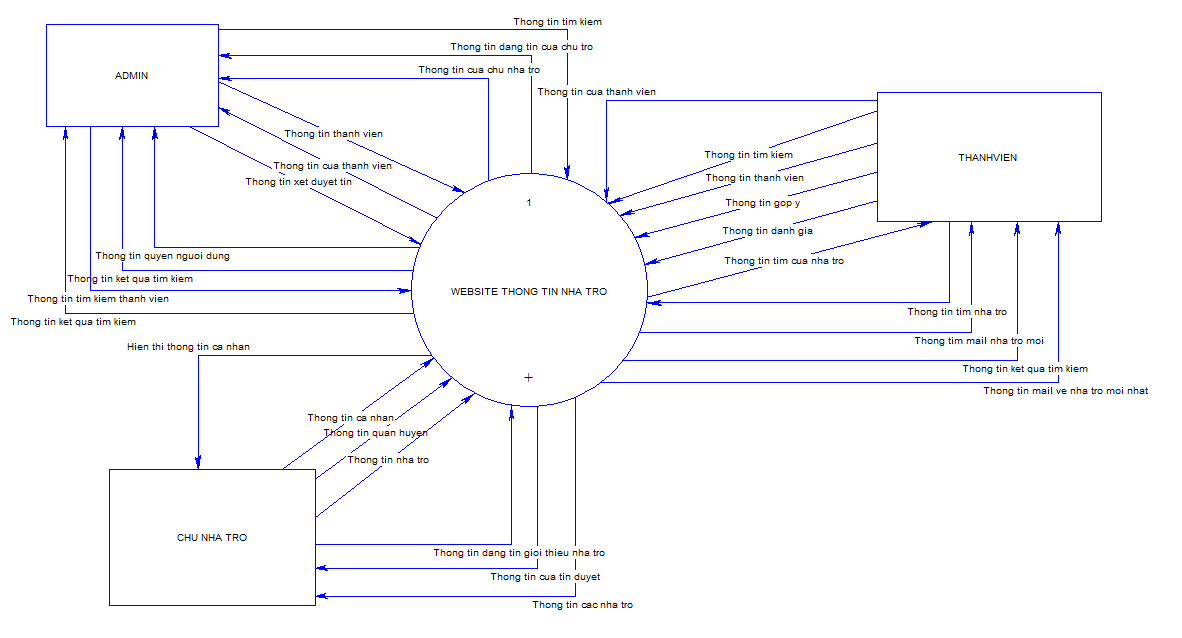 Thong tin tim kiem
Thong tin dang tin cua chu tro
Thong tin cua chu nha tro
ADMIN
Thong tin cua thanh vien
Thong tin thanh vien
Thong tin tim kiem
THANHVIEN
Thong tin cua thanh vien
Thong tin thanh vien
Thong tin xet duyet tin
Thong tin gop y
1
Thong tin danh gia
Thong tin quyen nguoi dung
Thong tin tim cua nha tro
Thong tin ket qua tim kiem
WEBSITE THONG TIN NHA TRO
Thong tin tim kiem thanh vien
Thong tin tim nha tro
Thong tin ket qua tim kiem
Thong tim mail nha tro moi
Hien thi thong tin ca nhan
Thong tin ket qua tim kiem
+
Thong tin mail ve nha tro moi nhat
Thong tin ca nhan
Thong tin quan huyen
Thong tin nha tro
CHU NHA TRO
Thong tin dang tin gioi thieu nha tro
Thong tin cua tin duyet
Thong tin cac nha tro